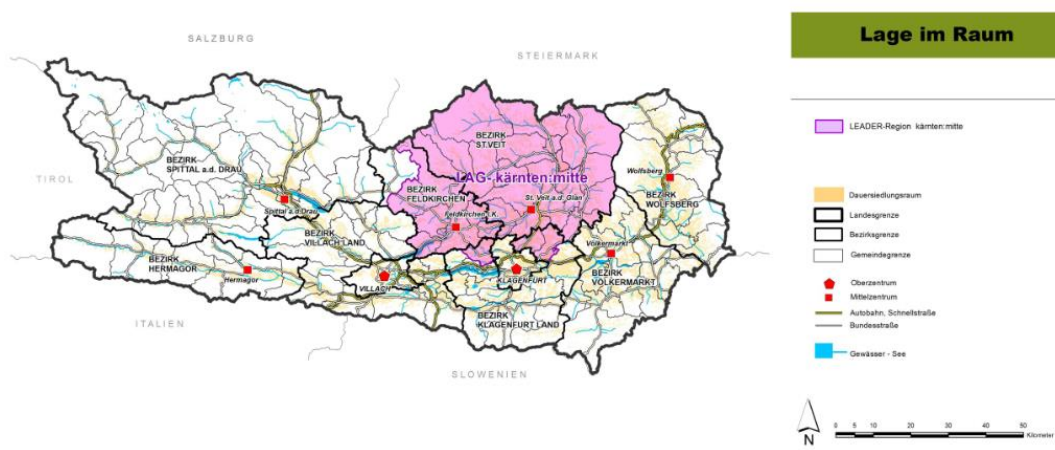 SALZBURG
STEIERMARK
TIROL
ITALIEN
SLOWENIEN
BEZIRK
SPITTAL a.d. DRAU
Spittal a.d.Drau
BEZIRK
HERMAGOR
Hermagor
BEZIRK
VILLACH LAND
VILLACH
BEZIRK
FELDKIRCHEN
Feldkirchen i.K.
BEZIRK
ST.VEIT
LAG- kärnten:mitte
St. Veit a.d. Glan
KLAGENFURT
BEZIRK
KLAGENFURT LAND
Völkermarkt
BEZIRK
VÖLKERMARKT
Wolfsberg
BEZIRK
WOLFSBERG
Lage im Raum
LEADER-Region kärnten:mitte
Dauersiedlungsraum
Landesgrenze
Bezirksgrenze
Gemeindegrenze
Oberzentrum
Mittelzentrum
Autobahn, Schnellstraße
Bundesstraße
Gewässer - See
N
0 5 10 20 30 40 50
Kilometer